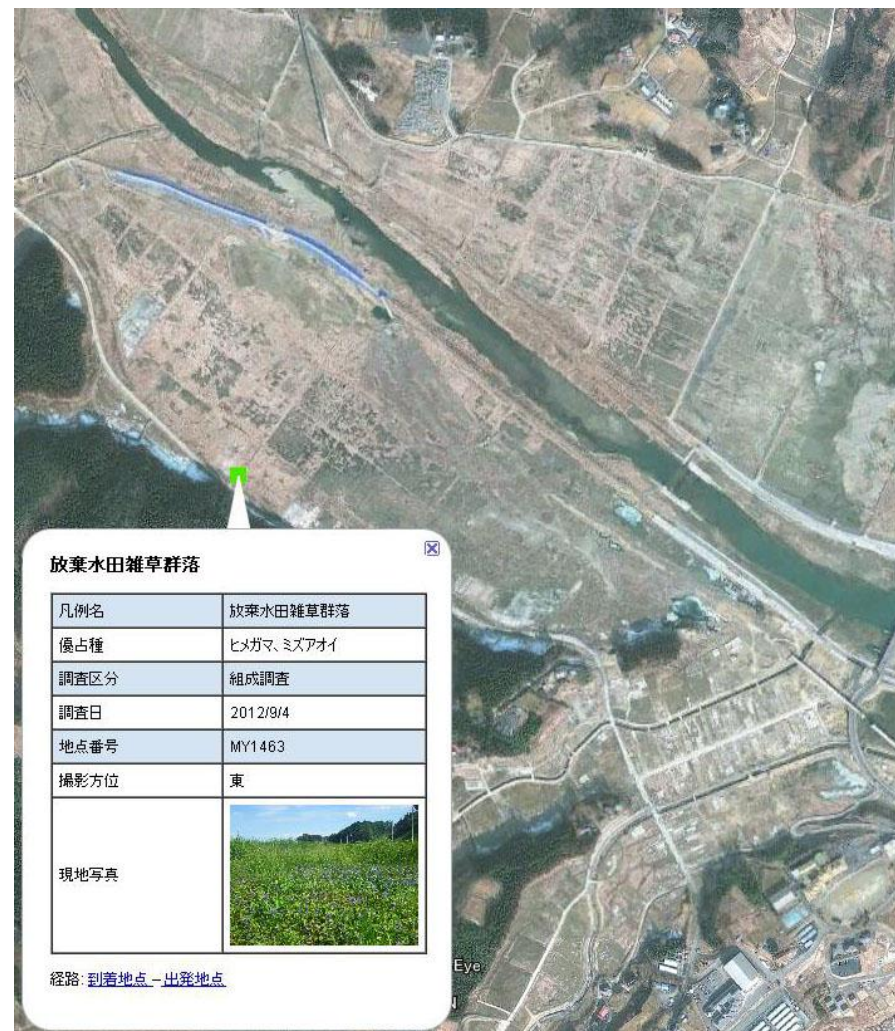 放棄水田雑草群落
凡例名 放棄水田雑草群落
優占種 ヒメガマ、ミズアオイ
調査区分 組成調査
調査日 2012/9/4
地点番号 MY1463
撮影方位 東
現地写真
経路: 到着地点 – 出発地点
Eye